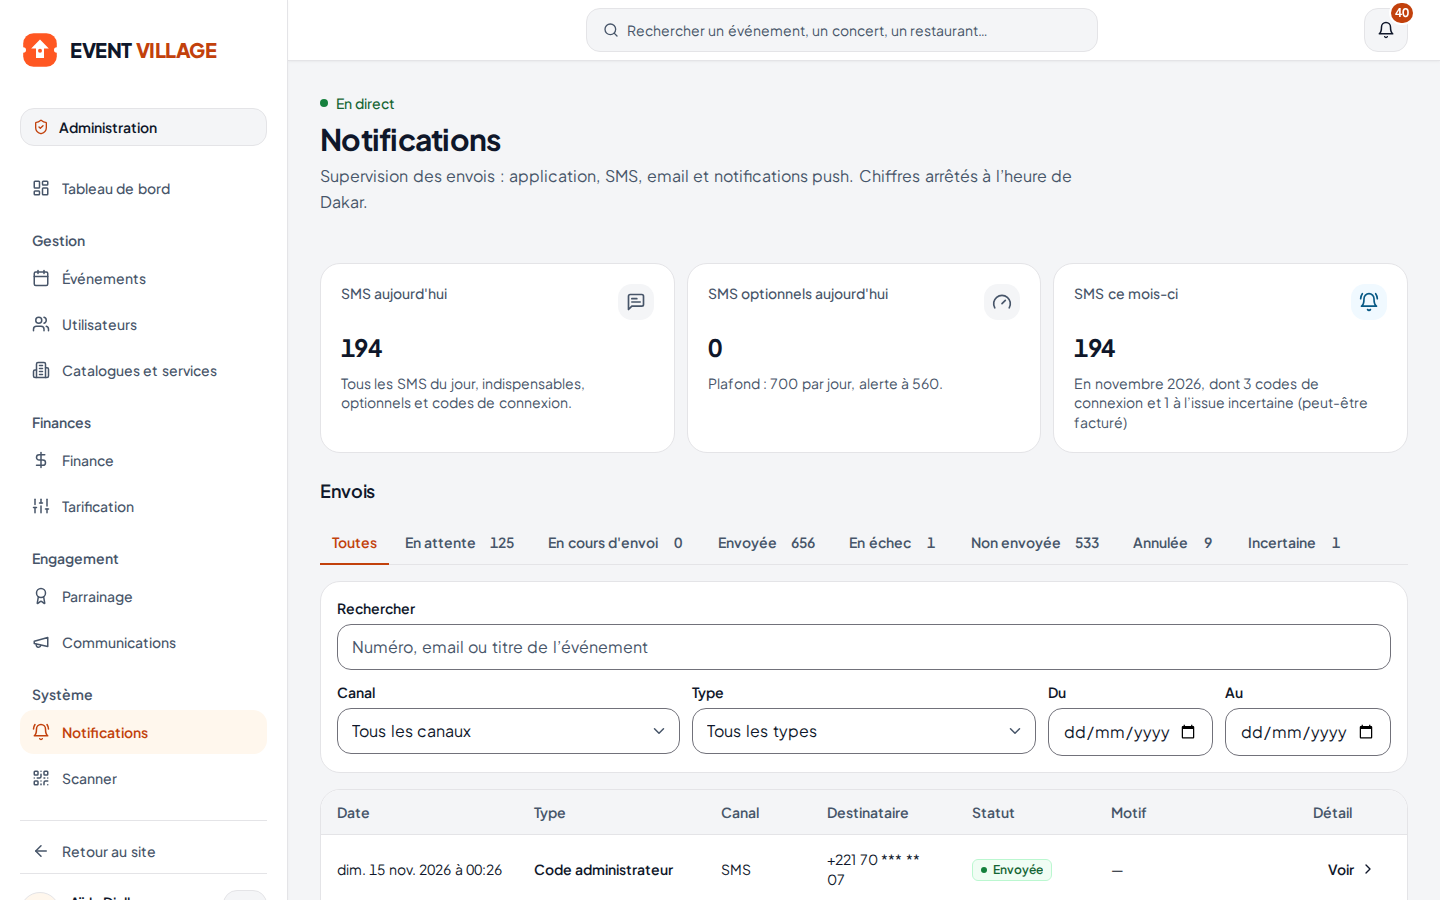 EVENT VILLAGE
Rechercher un événement, un concert, un restaurant…
40
Administration
Tableau de bord
Gestion
Événements
Utilisateurs
Catalogues et services
Finances
Finance
Tarification
Engagement
Parrainage
Communications
Système
Notifications
Scanner
Retour au site
En direct
Notifications
Supervision des envois : application, SMS, email et notifications push. Chiffres arrêtés à l’heure de
Dakar.
SMS aujourd'hui
194
Tous les SMS du jour, indispensables,
optionnels et codes de connexion.
SMS optionnels aujourd'hui
0
Plafond : 700 par jour, alerte à 560.
SMS ce mois-ci
194
En novembre 2026, dont 3 codes de
connexion et 1 à l’issue incertaine (peut-être
facturé)
Envois
Toutes
En attente 125
En cours d'envoi 0
Envoyée 656
En échec 1
Non envoyée 533
Annulée 9
Incertaine 1
Rechercher
Numéro, email ou titre de l’événement
Canal
Tous les canaux
Type
Tous les types
Du
dd/mm/yyyy
Au
dd/mm/yyyy
Date Type Canal Destinataire Statut Motif Détail
dim. 15 nov. 2026 à 00:26 Code administrateur SMS +221 70 *** **
07 Envoyée — Voir